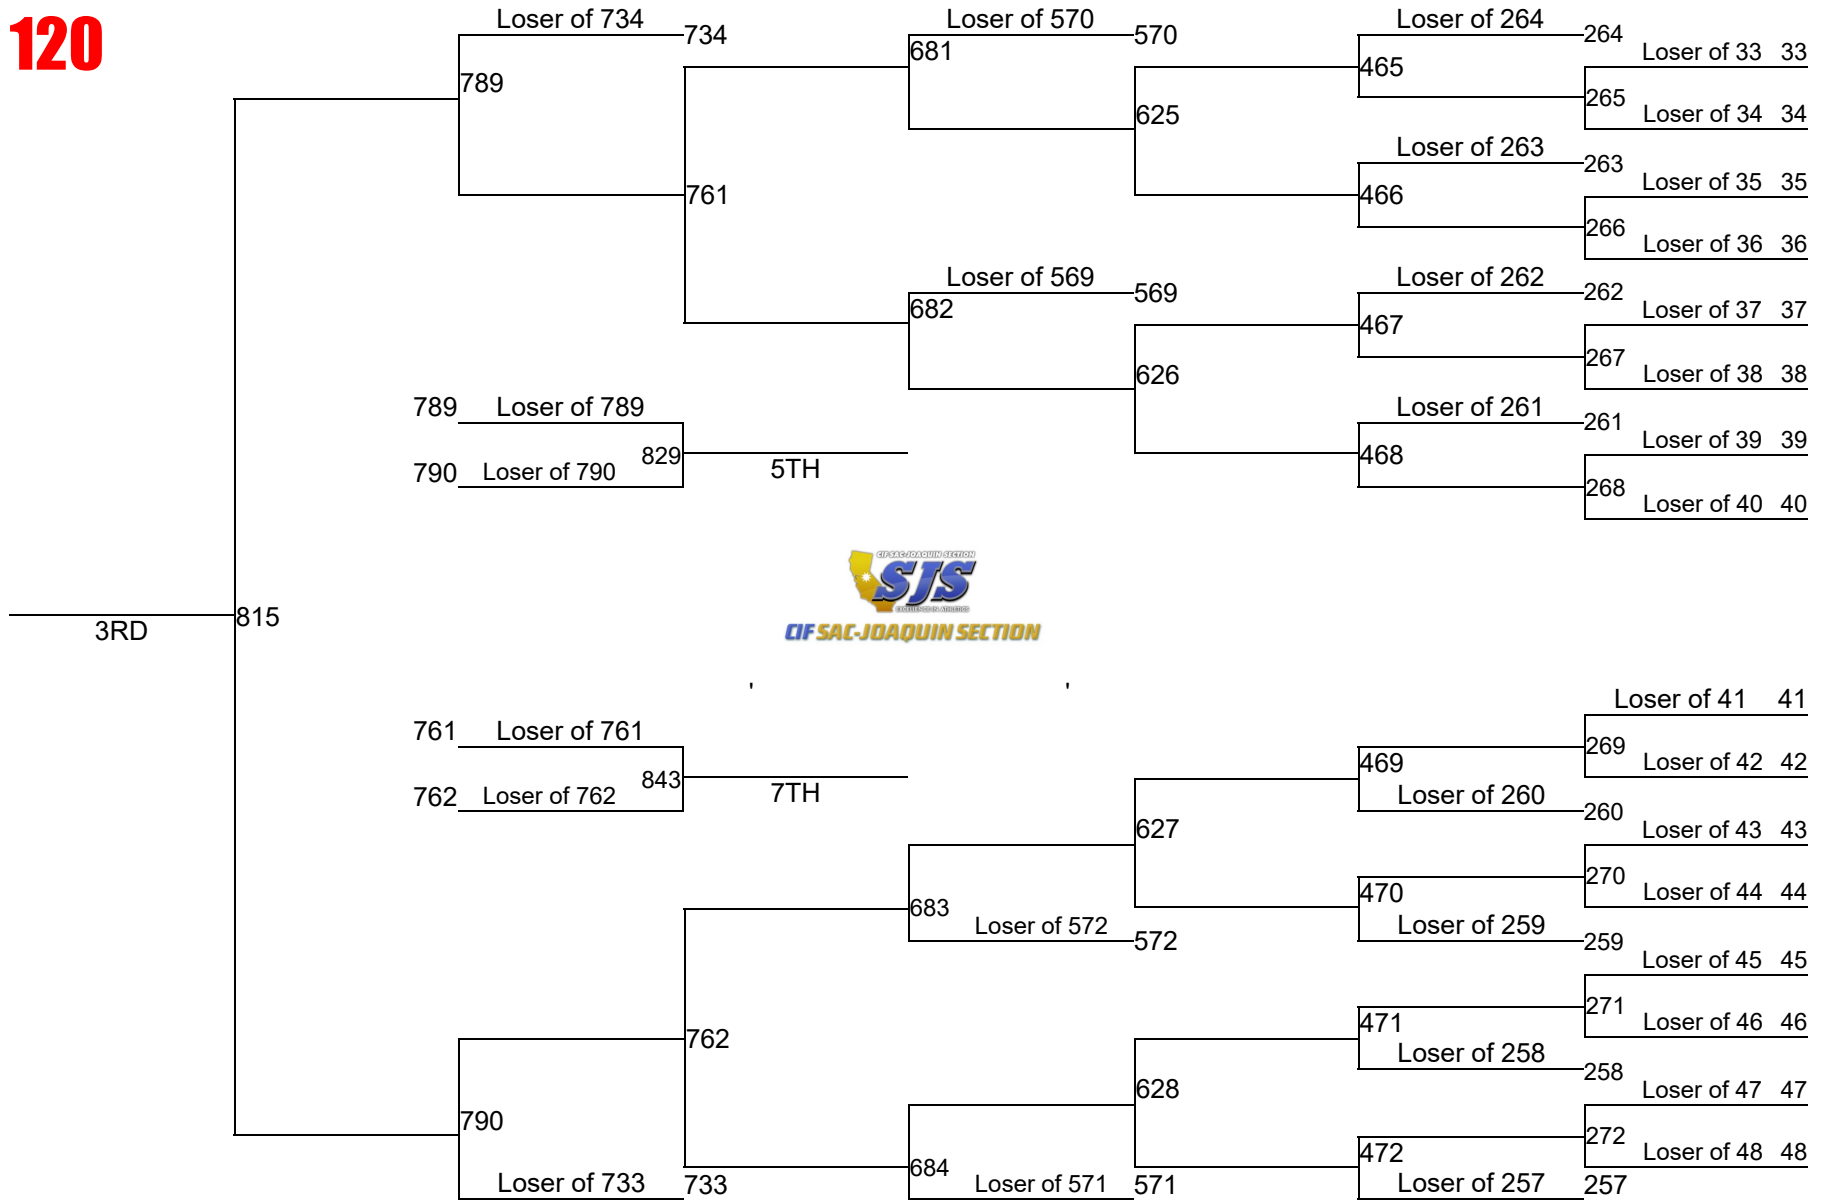 120
Loser of 734 734
Loser of 570 570
Loser of 264 264
Loser of 33 33
681
465
789
265
625
Loser of 34 34
Loser of 263 263
Loser of 35 35
761
466
266
Loser of 36 36
Loser of 569 569
Loser of 262 262
682
Loser of 37 37
467
267
626
Loser of 38 38
789 Loser of 789
Loser of 261 261
829
468
Loser of 39 39
790 Loser of 790
5TH
268
Loser of 40 40
CIF SAC-JOAQUIN SECTION
SJS
EXCELLENCE IN ATHLETICS
815
3RD
CIF SAC-JOAQUIN SECTION
' '
Loser of 41 41
761 Loser of 761
269
469
Loser of 42 42
843
762 Loser of 762
7TH
Loser of 260 260
627
Loser of 43 43
270
470
Loser of 44 44
683
Loser of 572 572
Loser of 259 259
Loser of 45 45
271
471
Loser of 46 46
762
Loser of 258 258
628
Loser of 47 47
790
272
472
Loser of 48 48
684
Loser of 733 733
Loser of 571 571
Loser of 257 257